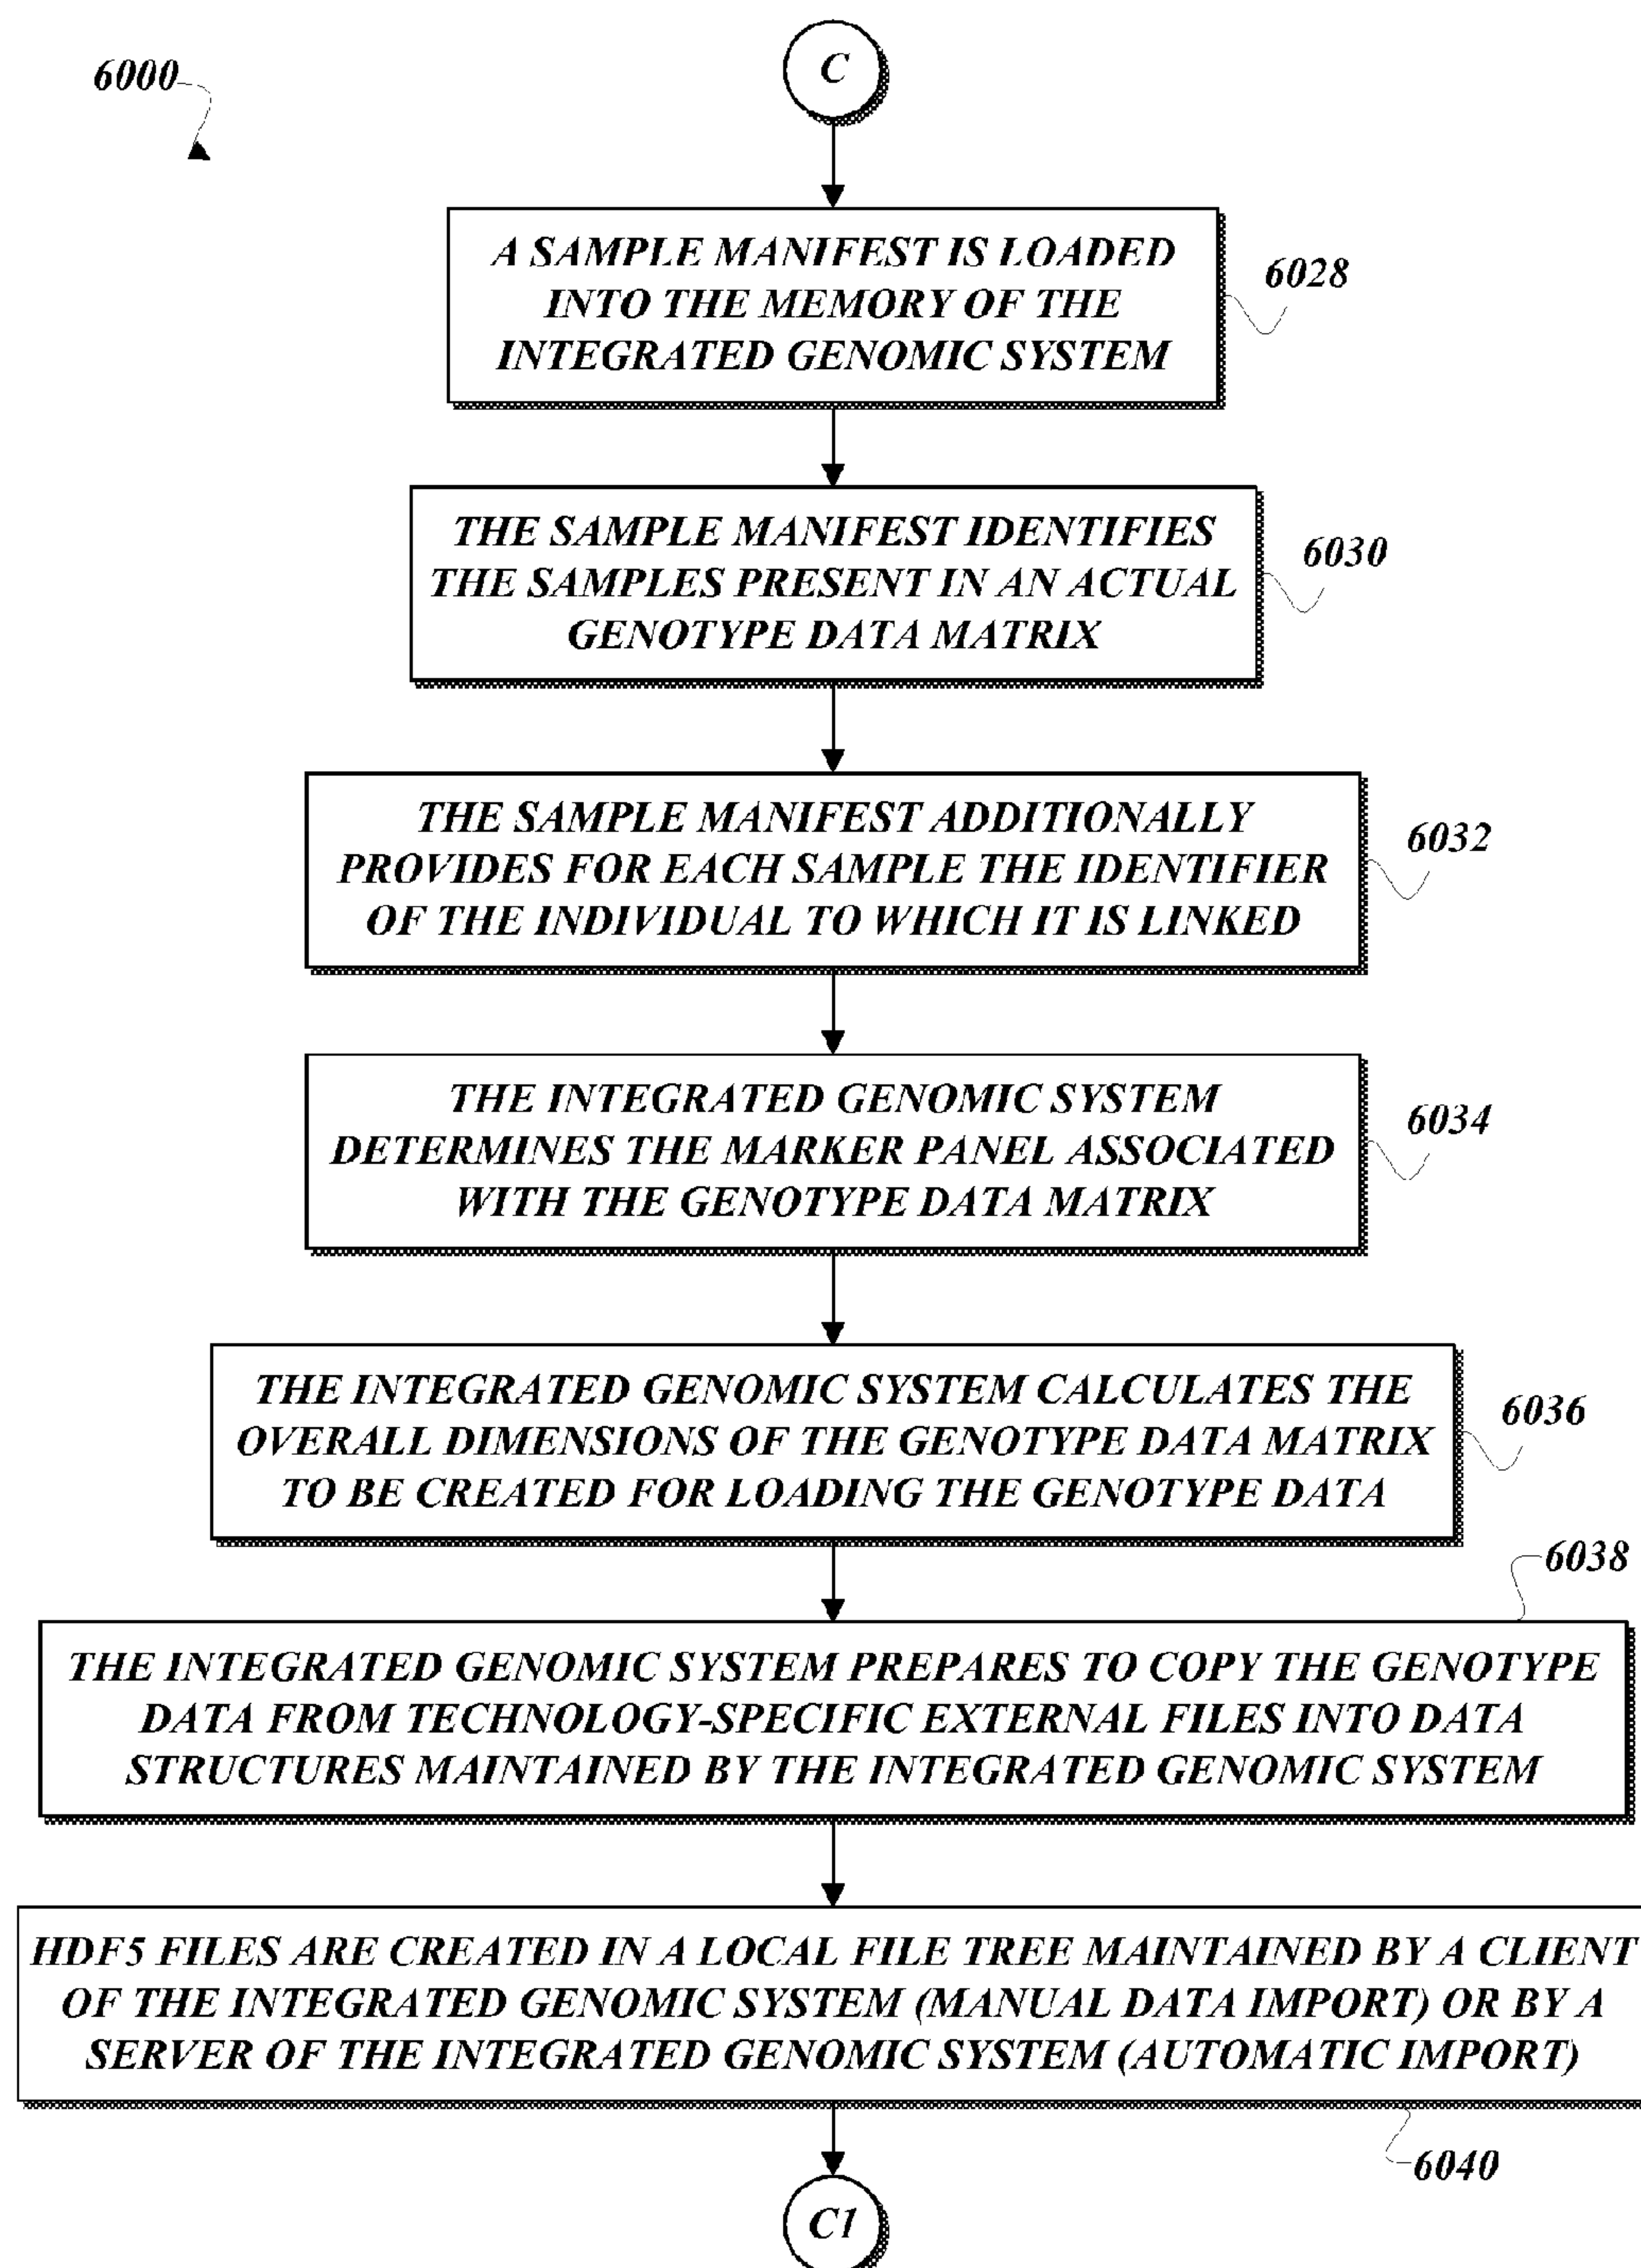 C
6000
A SAMPLE MANIFEST IS LOADED
INTO THE MEMORY OF THE
INTEGRATED GENOMIC SYSTEM
6028
THE SAMPLE MANIFEST IDENTIFIES
THE SAMPLES PRESENT IN AN ACTUAL
GENOTYPE DATA MATRIX
6030
THE SAMPLE MANIFEST ADDITIONALLY
PROVIDES FOR EACH SAMPLE THE IDENTIFIER
OF THE INDIVIDUAL TO WHICH IT IS LINKED
6032
THE INTEGRATED GENOMIC SYSTEM
DETERMINES THE MARKER PANEL ASSOCIATED
WITH THE GENOTYPE DATA MATRIX
6034
THE INTEGRATED GENOMIC SYSTEM CALCULATES THE
OVERALL DIMENSIONS OF THE GENOTYPE DATA MATRIX
TO BE CREATED FOR LOADING THE GENOTYPE DATA
6036
6038
THE INTEGRATED GENOMIC SYSTEM PREPARES TO COPY THE GENOTYPE
DATA FROM TECHNOLOGY-SPECIFIC EXTERNAL FILES INTO DATA
STRUCTURES MAINTAINED BY THE INTEGRATED GENOMIC SYSTEM
HDF5 FILES ARE CREATED IN A LOCAL FILE TREE MAINTAINED BY A CLIENT
OF THE INTEGRATED GENOMIC SYSTEM (MANUAL DATA IMPORT) OR BY A
SERVER OF THE INTEGRATED GENOMIC SYSTEM (AUTOMATIC IMPORT)
6040
C1